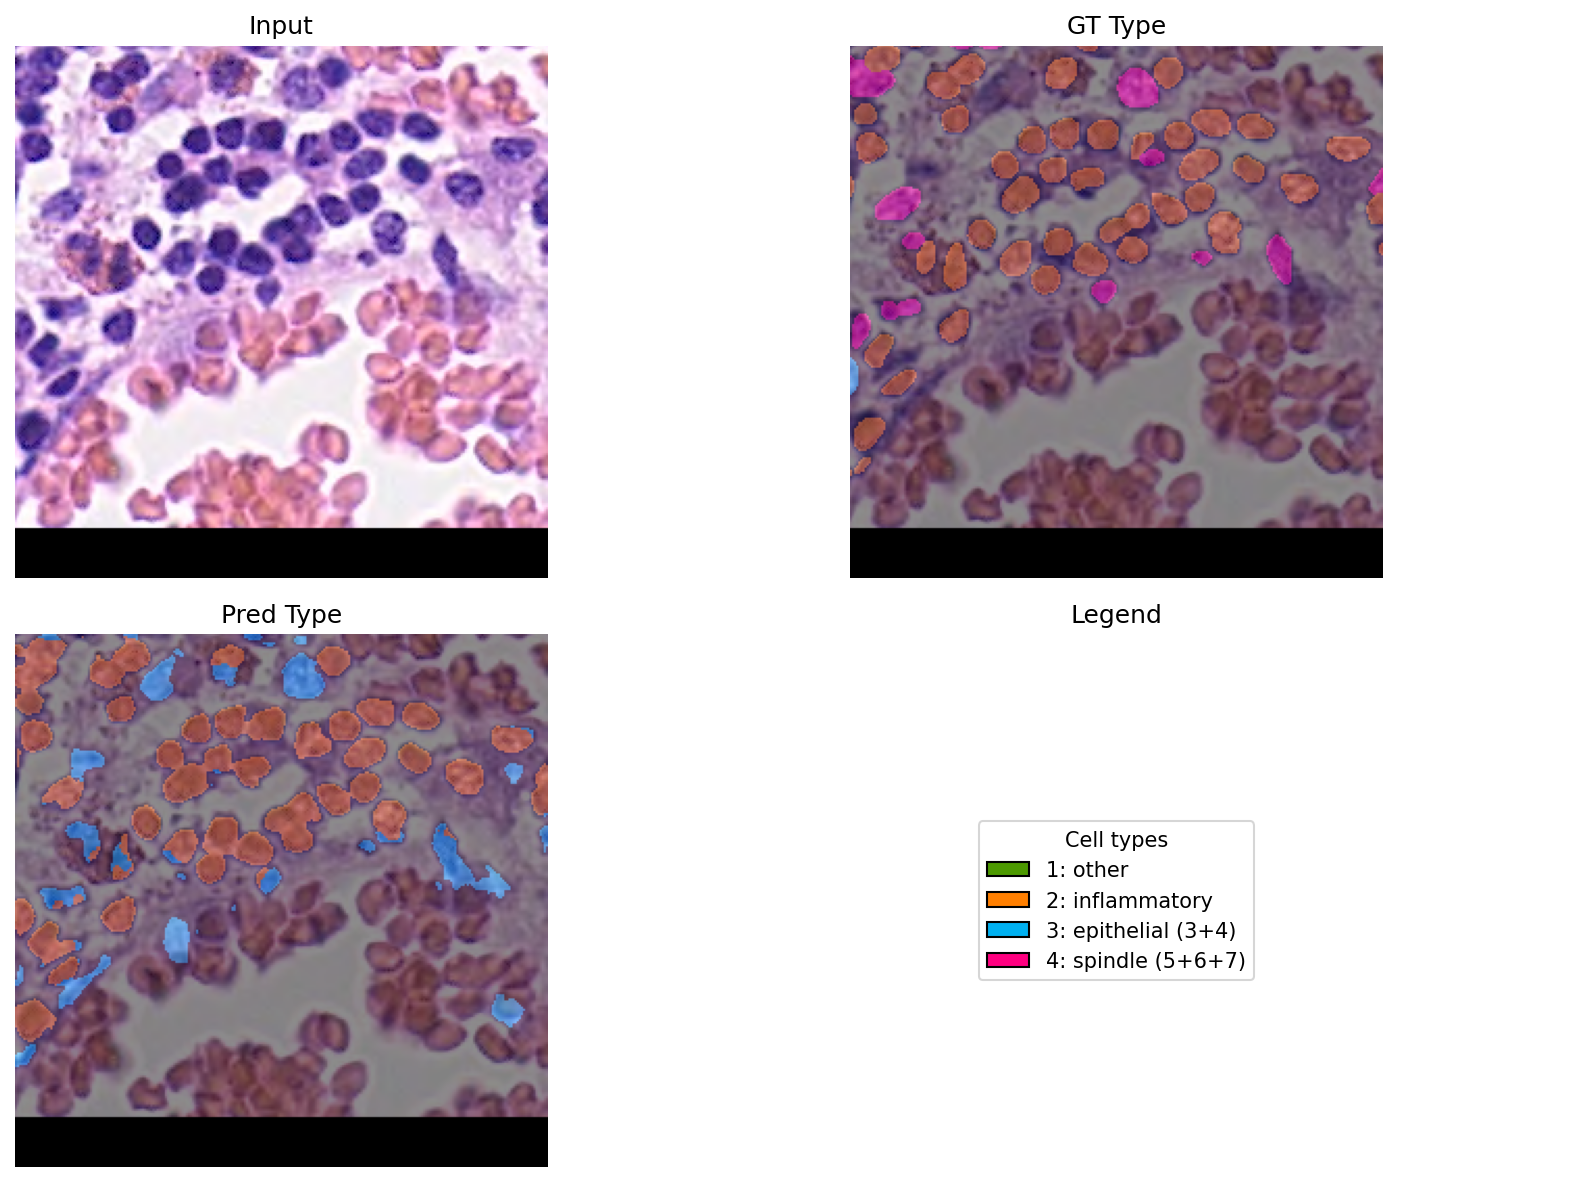 Input
GT Type
Pred Type
Legend
Cell types
1: other
2: inflammatory
3: epithelial (3+4)
4: spindle (5+6+7)